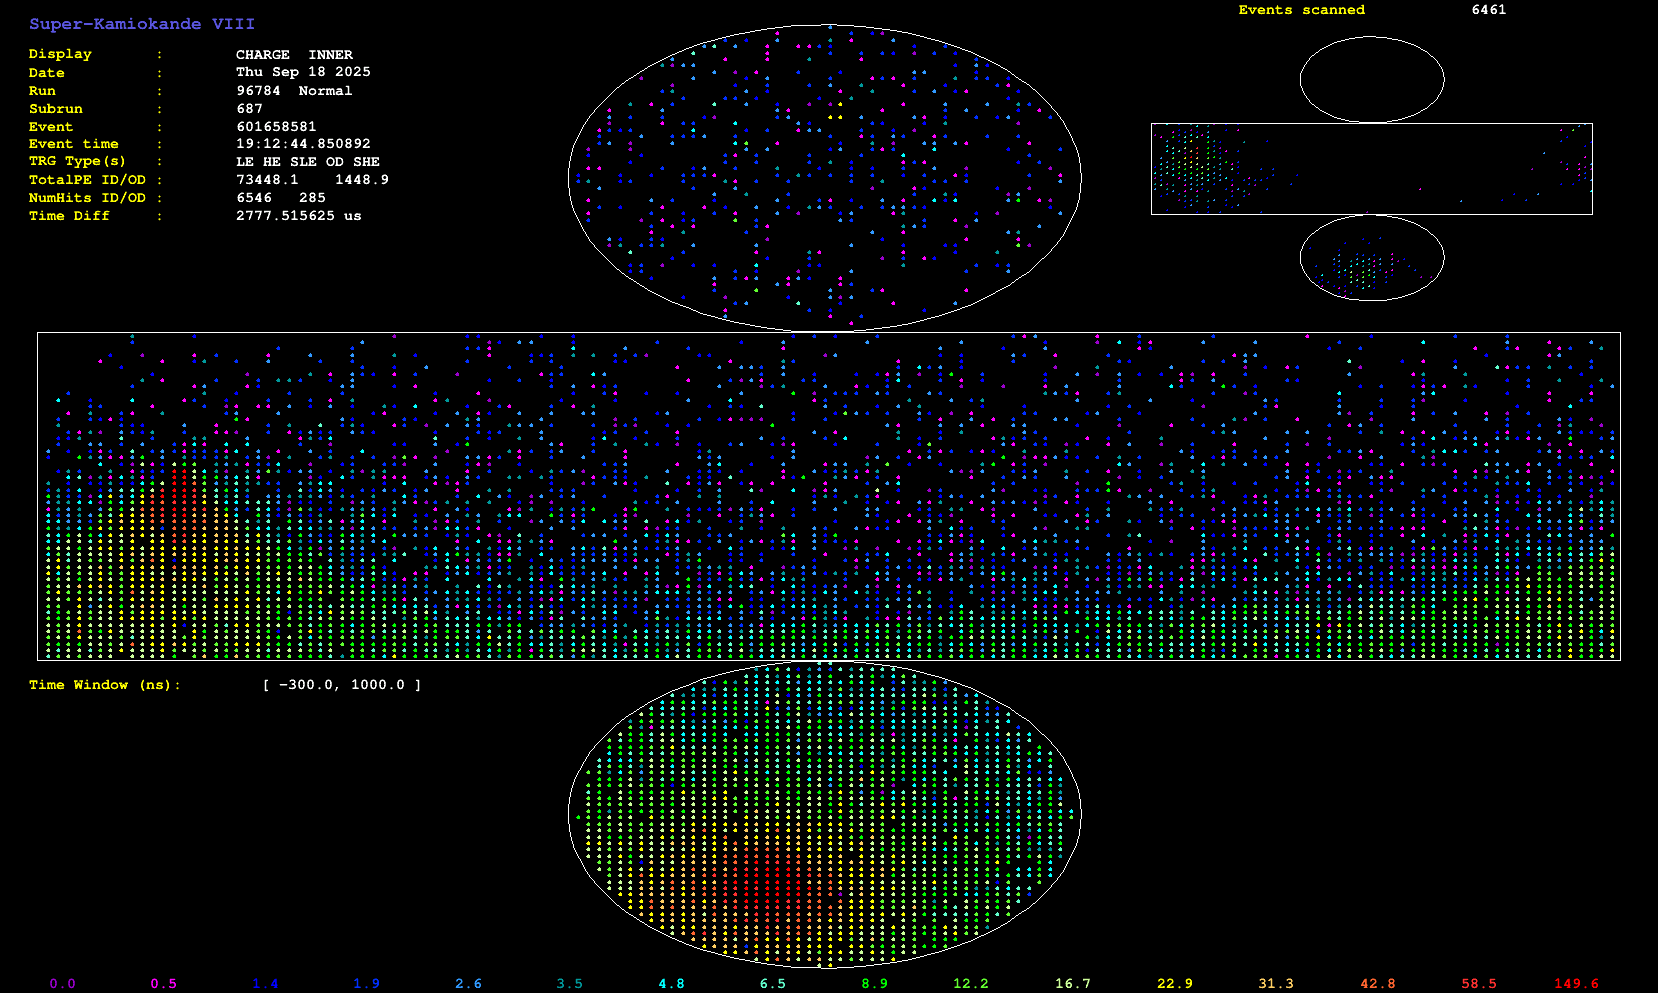 Super-Kamiokande VIII
Display : CHARGE INNER
Date : Thu Sep 18 2025
Run : 96784 Normal
Subrun : 687
Event : 601658581
Event time : 19:12:44.850892
TRG Type(s) : LE HE SLE OD SHE
TotalPE ID/OD : 73448.1 1448.9
NumHits ID/OD : 6546 285
Time Diff : 2777.515625 us
Events scanned 6461
Time Window (ns): [ -300.0, 1000.0 ]
0.0 0.5 1.4 1.9 2.6 3.5 4.8 6.5 8.9 12.2 16.7 22.9 31.3 42.8 58.5 149.6